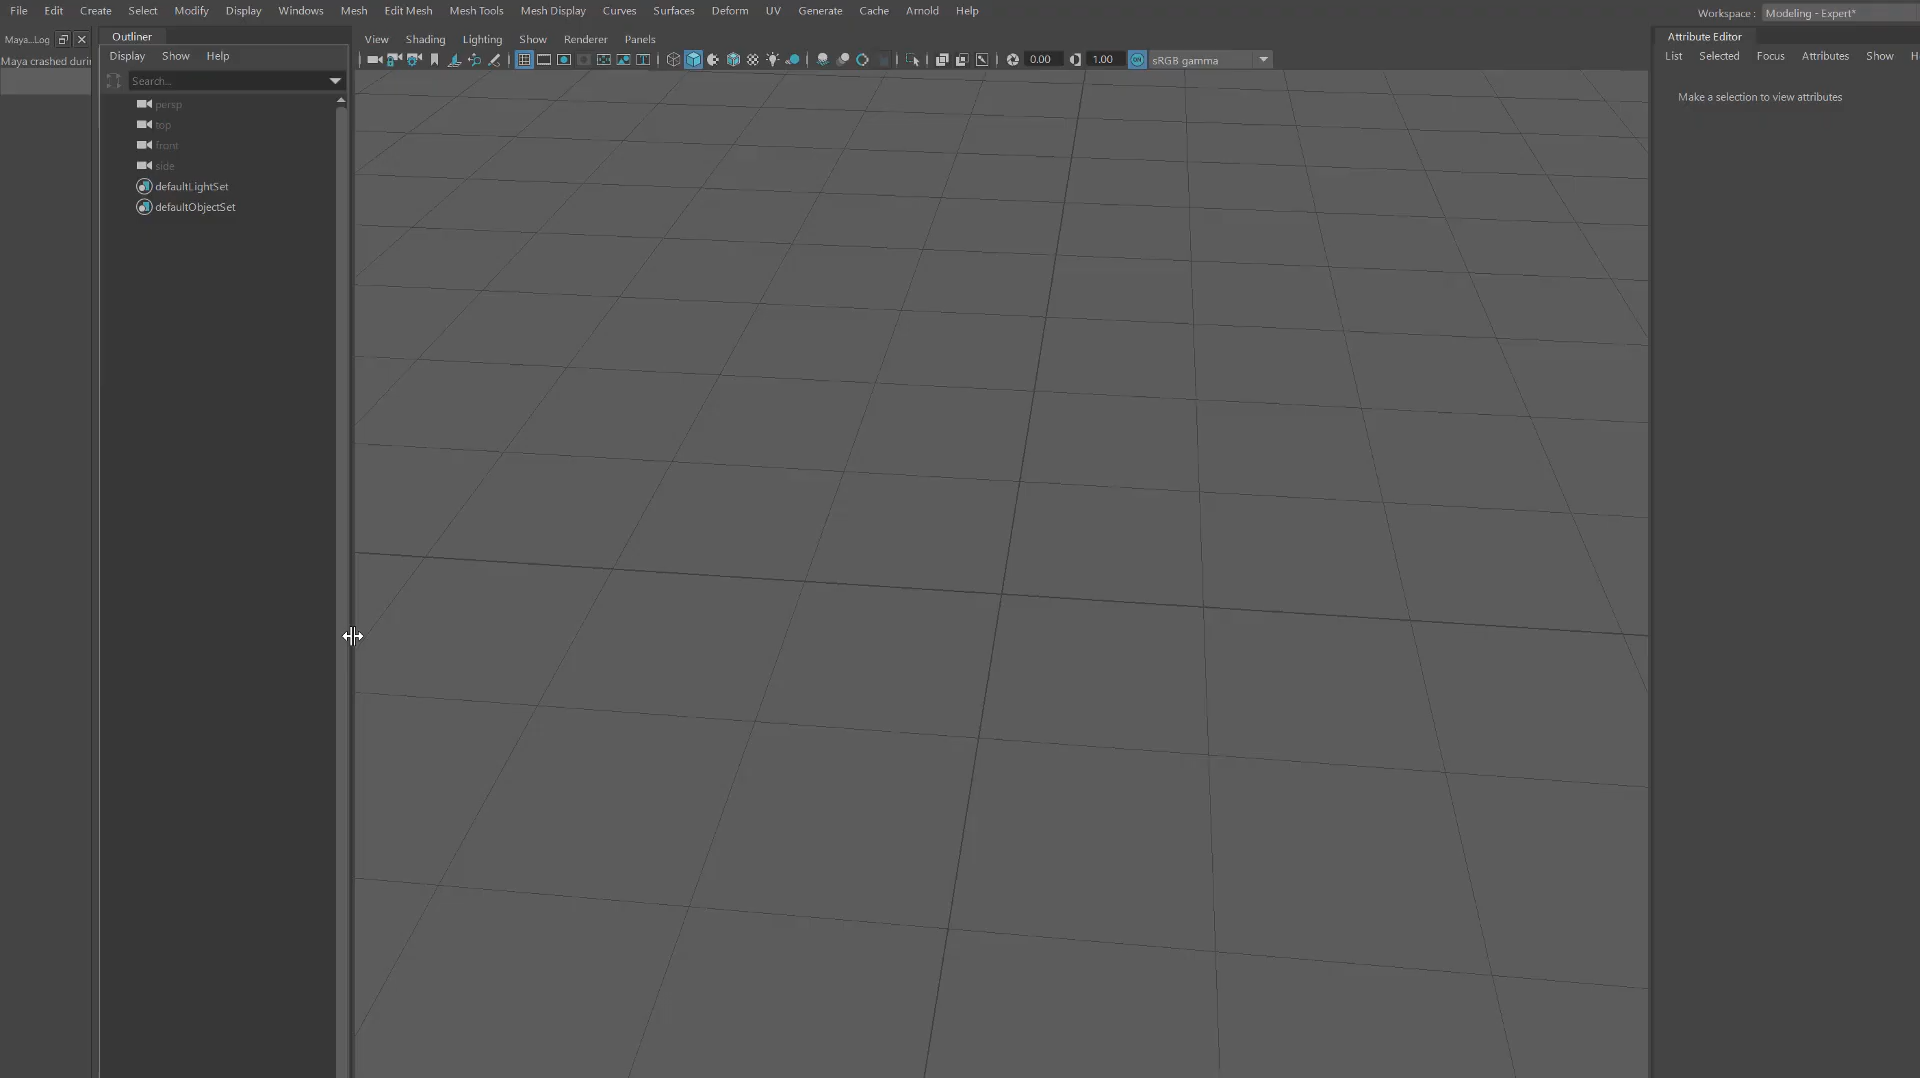 File Edit Create Select Modify Display Windows Mesh Edit Mesh Mesh Tools Mesh Display Curves Surfaces Deform UV Generate Cache Arnold Help
Workspace : Modeling - Expert*
Maya...Log
Maya crashed duri
Outliner
Display Show Help
Search...
persp
top
front
side
defaultLightSet
defaultObjectSet
View Shading Lighting Show Renderer Panels
0.00 1.00 ON sRGB gamma
Attribute Editor
List Selected Focus Attributes Show H
Make a selection to view attributes